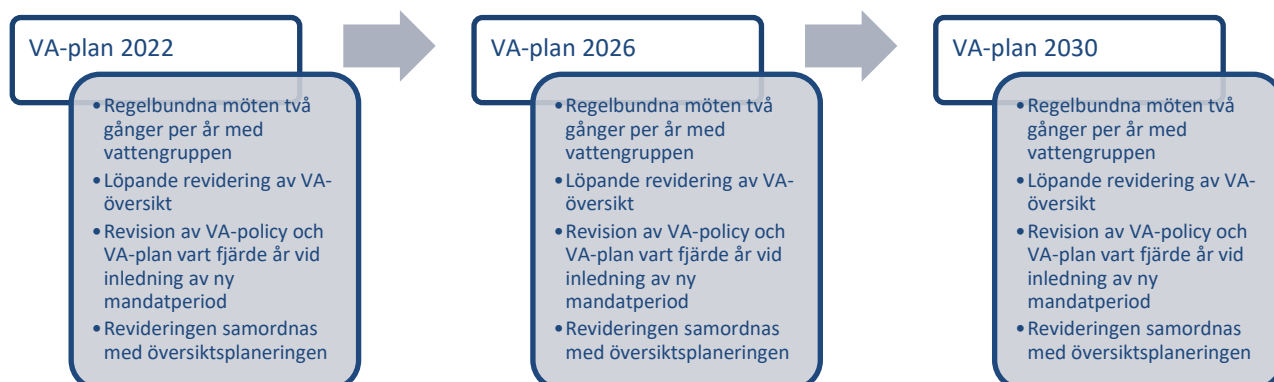 VA-plan 2022
•Regelbundna möten två
gånger per år med
vattengruppen
•Löpande revidering av VA-
översikt
•Revision av VA-policy och
VA-plan vart fjärde år vid
inledning av ny
mandatperiod
•Revideringen samordnas
med översiktsplaneringen
VA-plan 2026
•Regelbundna möten två
gånger per år med
vattengruppen
•Löpande revidering av VA-
översikt
•Revision av VA-policy och
VA-plan vart fjärde år vid
inledning av ny
mandatperiod
•Revideringen samordnas
med översiktsplaneringen
VA-plan 2030
•Regelbundna möten två
gånger per år med
vattengruppen
•Löpande revidering av VA-
översikt
•Revision av VA-policy och
VA-plan vart fjärde år vid
inledning av ny
mandatperiod
•Revideringen samordnas
med översiktsplaneringen